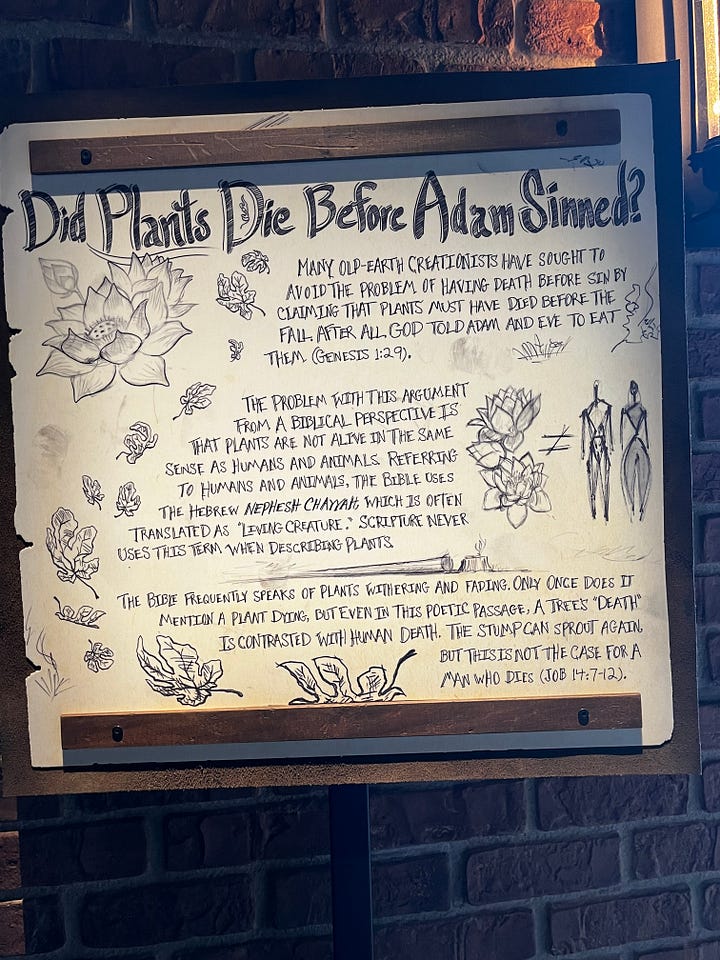 Did Plants Die Before Adam Sinned?
MANY OLD-EARTH CREATIONISTS HAVE SOUGHT TO
AVOID THE PROBLEM OF HAVING DEATH BEFORE SIN BY
CLAIMING THAT PLANTS MUST HAVE DIED BEFORE THE
FALL. AFTER ALL, GOD TOLD ADAM AND EVE TO EAT
THEM (GENESIS 1:29).
THE PROBLEM WITH THIS ARGUMENT
FROM A BIBLICAL PERSPECTIVE IS
THAT PLANTS ARE NOT ALIVE IN THE SAME
SENSE AS HUMANS AND ANIMALS. REFERRING
TO HUMANS AND ANIMALS, THE BIBLE USES
THE HEBREW NEPHESH CHAYYAH, WHICH IS OFTEN
TRANSLATED AS "LIVING CREATURE." SCRIPTURE NEVER
USES THIS TERM WHEN DESCRIBING PLANTS.
≠
THE BIBLE FREQUENTLY SPEAKS OF PLANTS WITHERING AND FADING. ONLY ONCE DOES IT
MENTION A PLANT DYING, BUT EVEN IN THIS POETIC PASSAGE, A TREE'S "DEATH"
IS CONTRASTED WITH HUMAN DEATH. THE STUMP CAN SPROUT AGAIN,
BUT THIS IS NOT THE CASE FOR A
MAN WHO DIES (JOB 14:7-12).